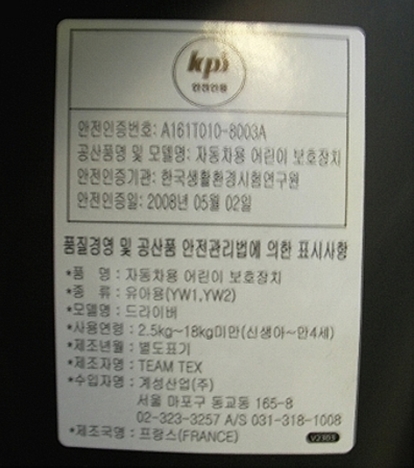 kps
안전인증
안전인증번호: A161T010-8003A
공산품명 및 모델명: 자동차용 어린이 보호장치
안전인증기관: 한국생활환경시험연구원
안전인증일: 2008년 05월 02일
품질경영 및 공산품 안전관리법에 의한 표시사항
*품 명 : 자동차용 어린이 보호장치
*종 류 : 유아용(YW1,YW2)
*모델명 : 드라이버
*사용연령 : 2.5kg~18kg미만(신생아~만4세)
*제조년월 : 별도표기
*제조자명 : TEAM TEX
*수입자명 : 계성산업(주)
서울 마포구 동교동 165-8
02-323-3257 A/S 031-318-1008
*제조국명 : 프랑스(FRANCE)